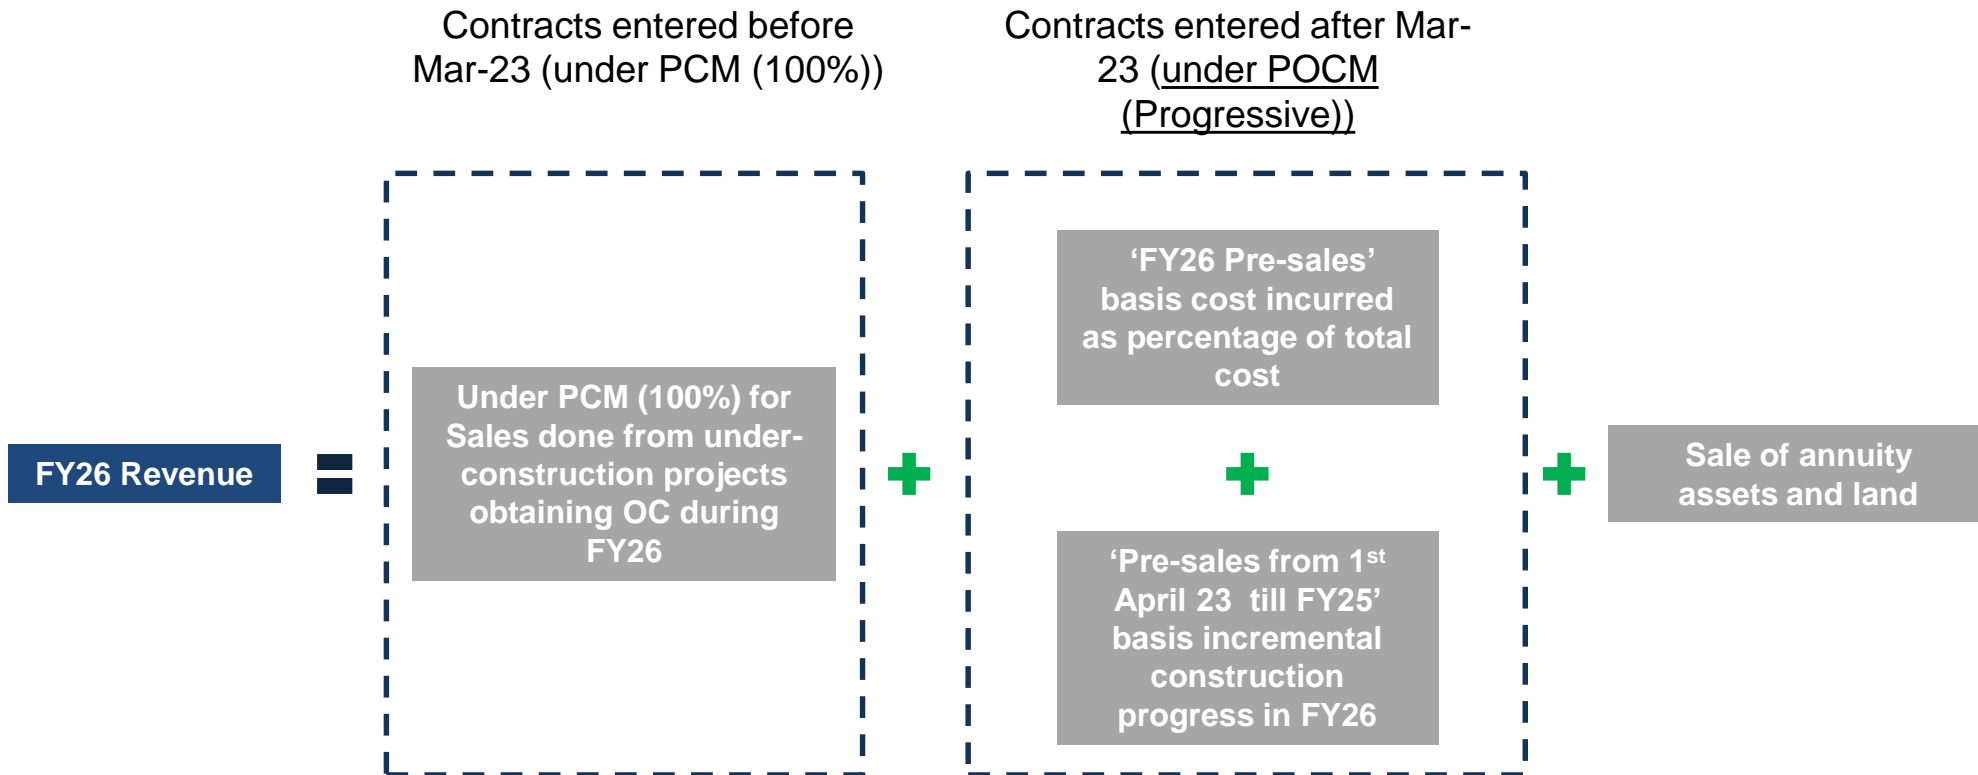 Contracts entered before
Mar-23 (under PCM (100%))
Contracts entered after Mar-
23 (under POCM
(Progressive))
FY26 Revenue
=
Under PCM (100%) for
Sales done from under-
construction projects
obtaining OC during
FY26
+
‘FY26 Pre-sales’
basis cost incurred
as percentage of total
cost
+
‘Pre-sales from 1st
April 23  till FY25’
basis incremental
construction
progress in FY26
+
Sale of annuity
assets and land